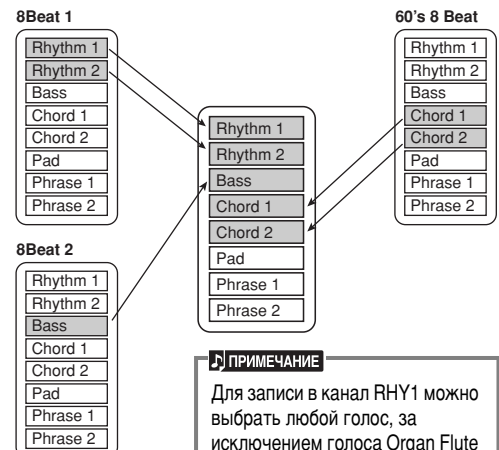 8Beat 1
Rhythm 1
Rhythm 2
Bass
Chord 1
Chord 2
Pad
Phrase 1
Phrase 2
8Beat 2
Rhythm 1
Rhythm 2
Bass
Chord 1
Chord 2
Pad
Phrase 1
Phrase 2
Rhythm 1
Rhythm 2
Bass
Chord 1
Chord 2
Pad
Phrase 1
Phrase 2
60's 8 Beat
Rhythm 1
Rhythm 2
Bass
Chord 1
Chord 2
Pad
Phrase 1
Phrase 2
ПРИМЕЧАНИЕ
Для записи в канал RHY1 можно
выбрать любой голос, за
исключением голоса Organ Flute